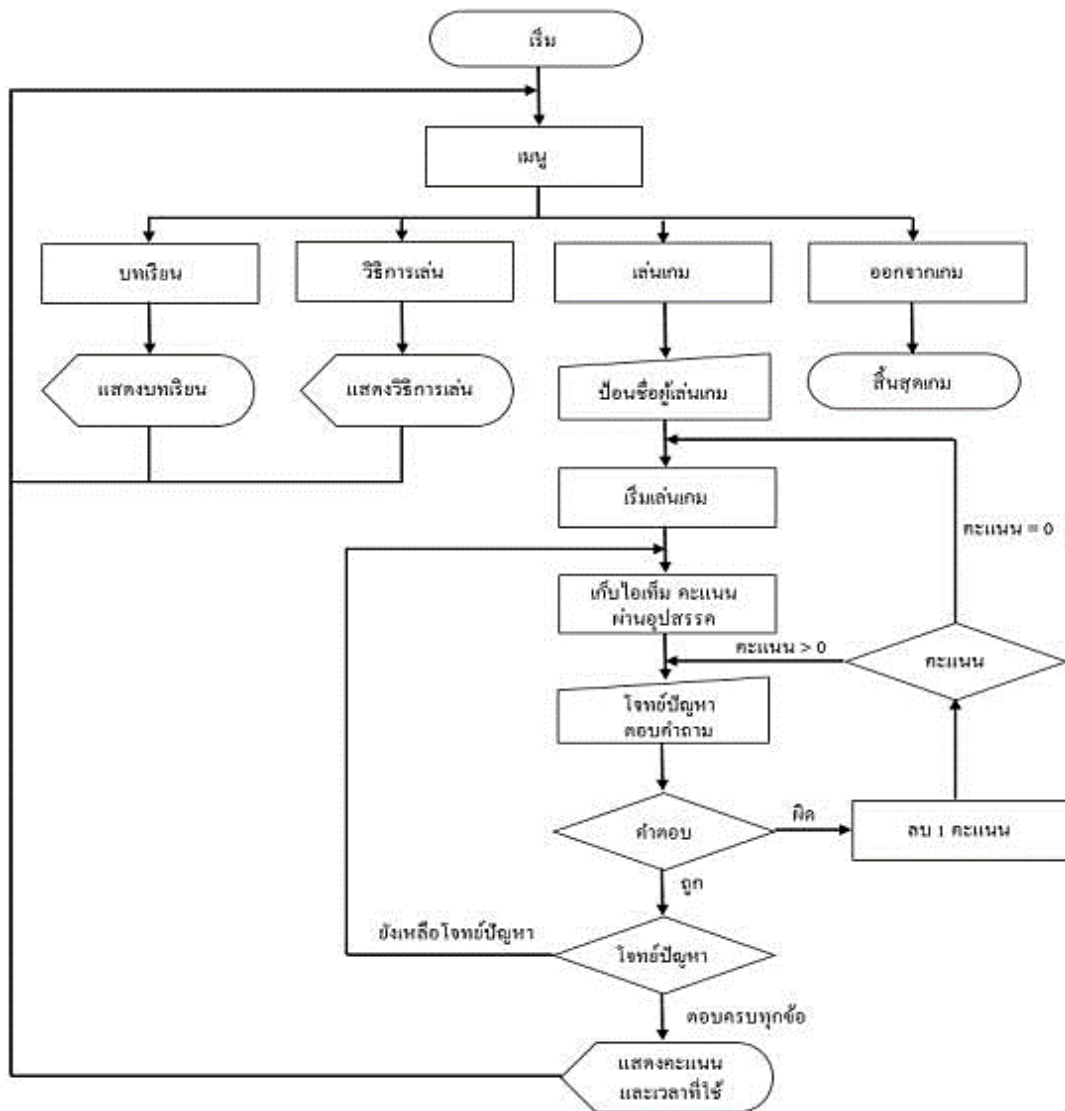 เริ่ม
เมนู
บทเรียน
วิธีการเล่น
เล่นเกม
ออกจากเกม
แสดงบทเรียน
แสดงวิธีการเล่น
ป้อนชื่อผู้เล่นเกม
สิ้นสุดเกม
เริ่มเล่นเกม
คะแนน = 0
เก็บไอเท็ม คะแนน
ผ่านอุปสรรค
คะแนน > 0
คะแนน
โจทย์ปัญหา
ตอบคำถาม
คำตอบ
ผิด
ลบ 1 คะแนน
ถูก
ยังเหลือโจทย์ปัญหา
โจทย์ปัญหา
ตอบครบทุกข้อ
แสดงคะแนน
และเวลาที่ใช้